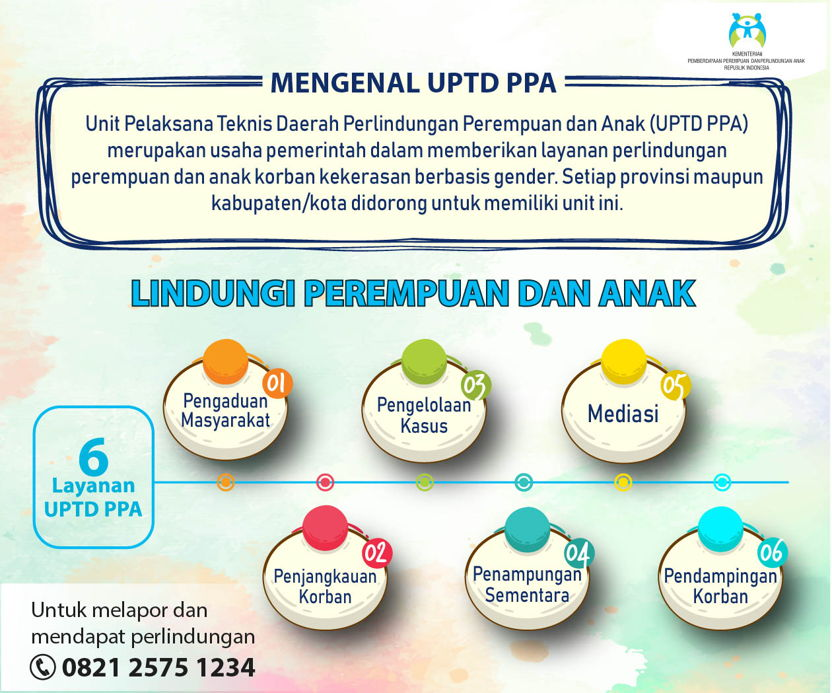 KEMENTERIAN
PEMBERDAYAAN PEREMPUAN DAN PERLINDUNGAN ANAK
REPUBLIK INDONESIA
MENGENAL UPTD PPA
Unit Pelaksana Teknis Daerah Perlindungan Perempuan dan Anak (UPTD PPA)
merupakan usaha pemerintah dalam memberikan layanan perlindungan
perempuan dan anak korban kekerasan berbasis gender. Setiap provinsi maupun
kabupaten/kota didorong untuk memiliki unit ini.
LINDUNGI PEREMPUAN DAN ANAK
6
Layanan
UPTD PPA
01
Pengaduan
Masyarakat
02
Penjangkauan
Korban
03
Pengelolaan
Kasus
04
Penampungan
Sementara
05
Mediasi
06
Pendampingan
Korban
Untuk melapor dan
mendapat perlindungan
0821 2575 1234